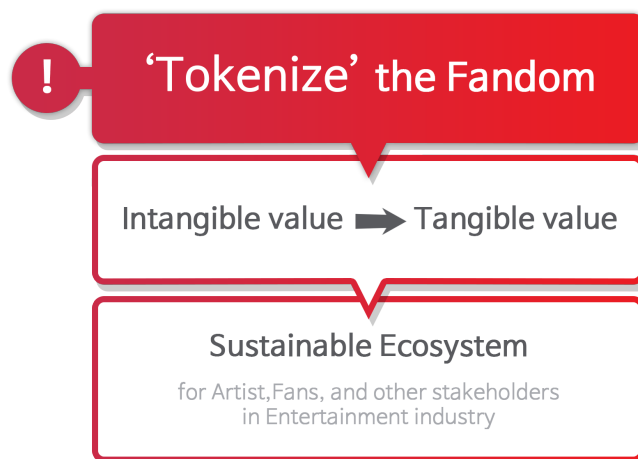 !
‘Tokenize’ the Fandom
Intangible value Tangible value
Sustainable Ecosystem
for Artist,Fans, and other stakeholders
in Entertainment industry